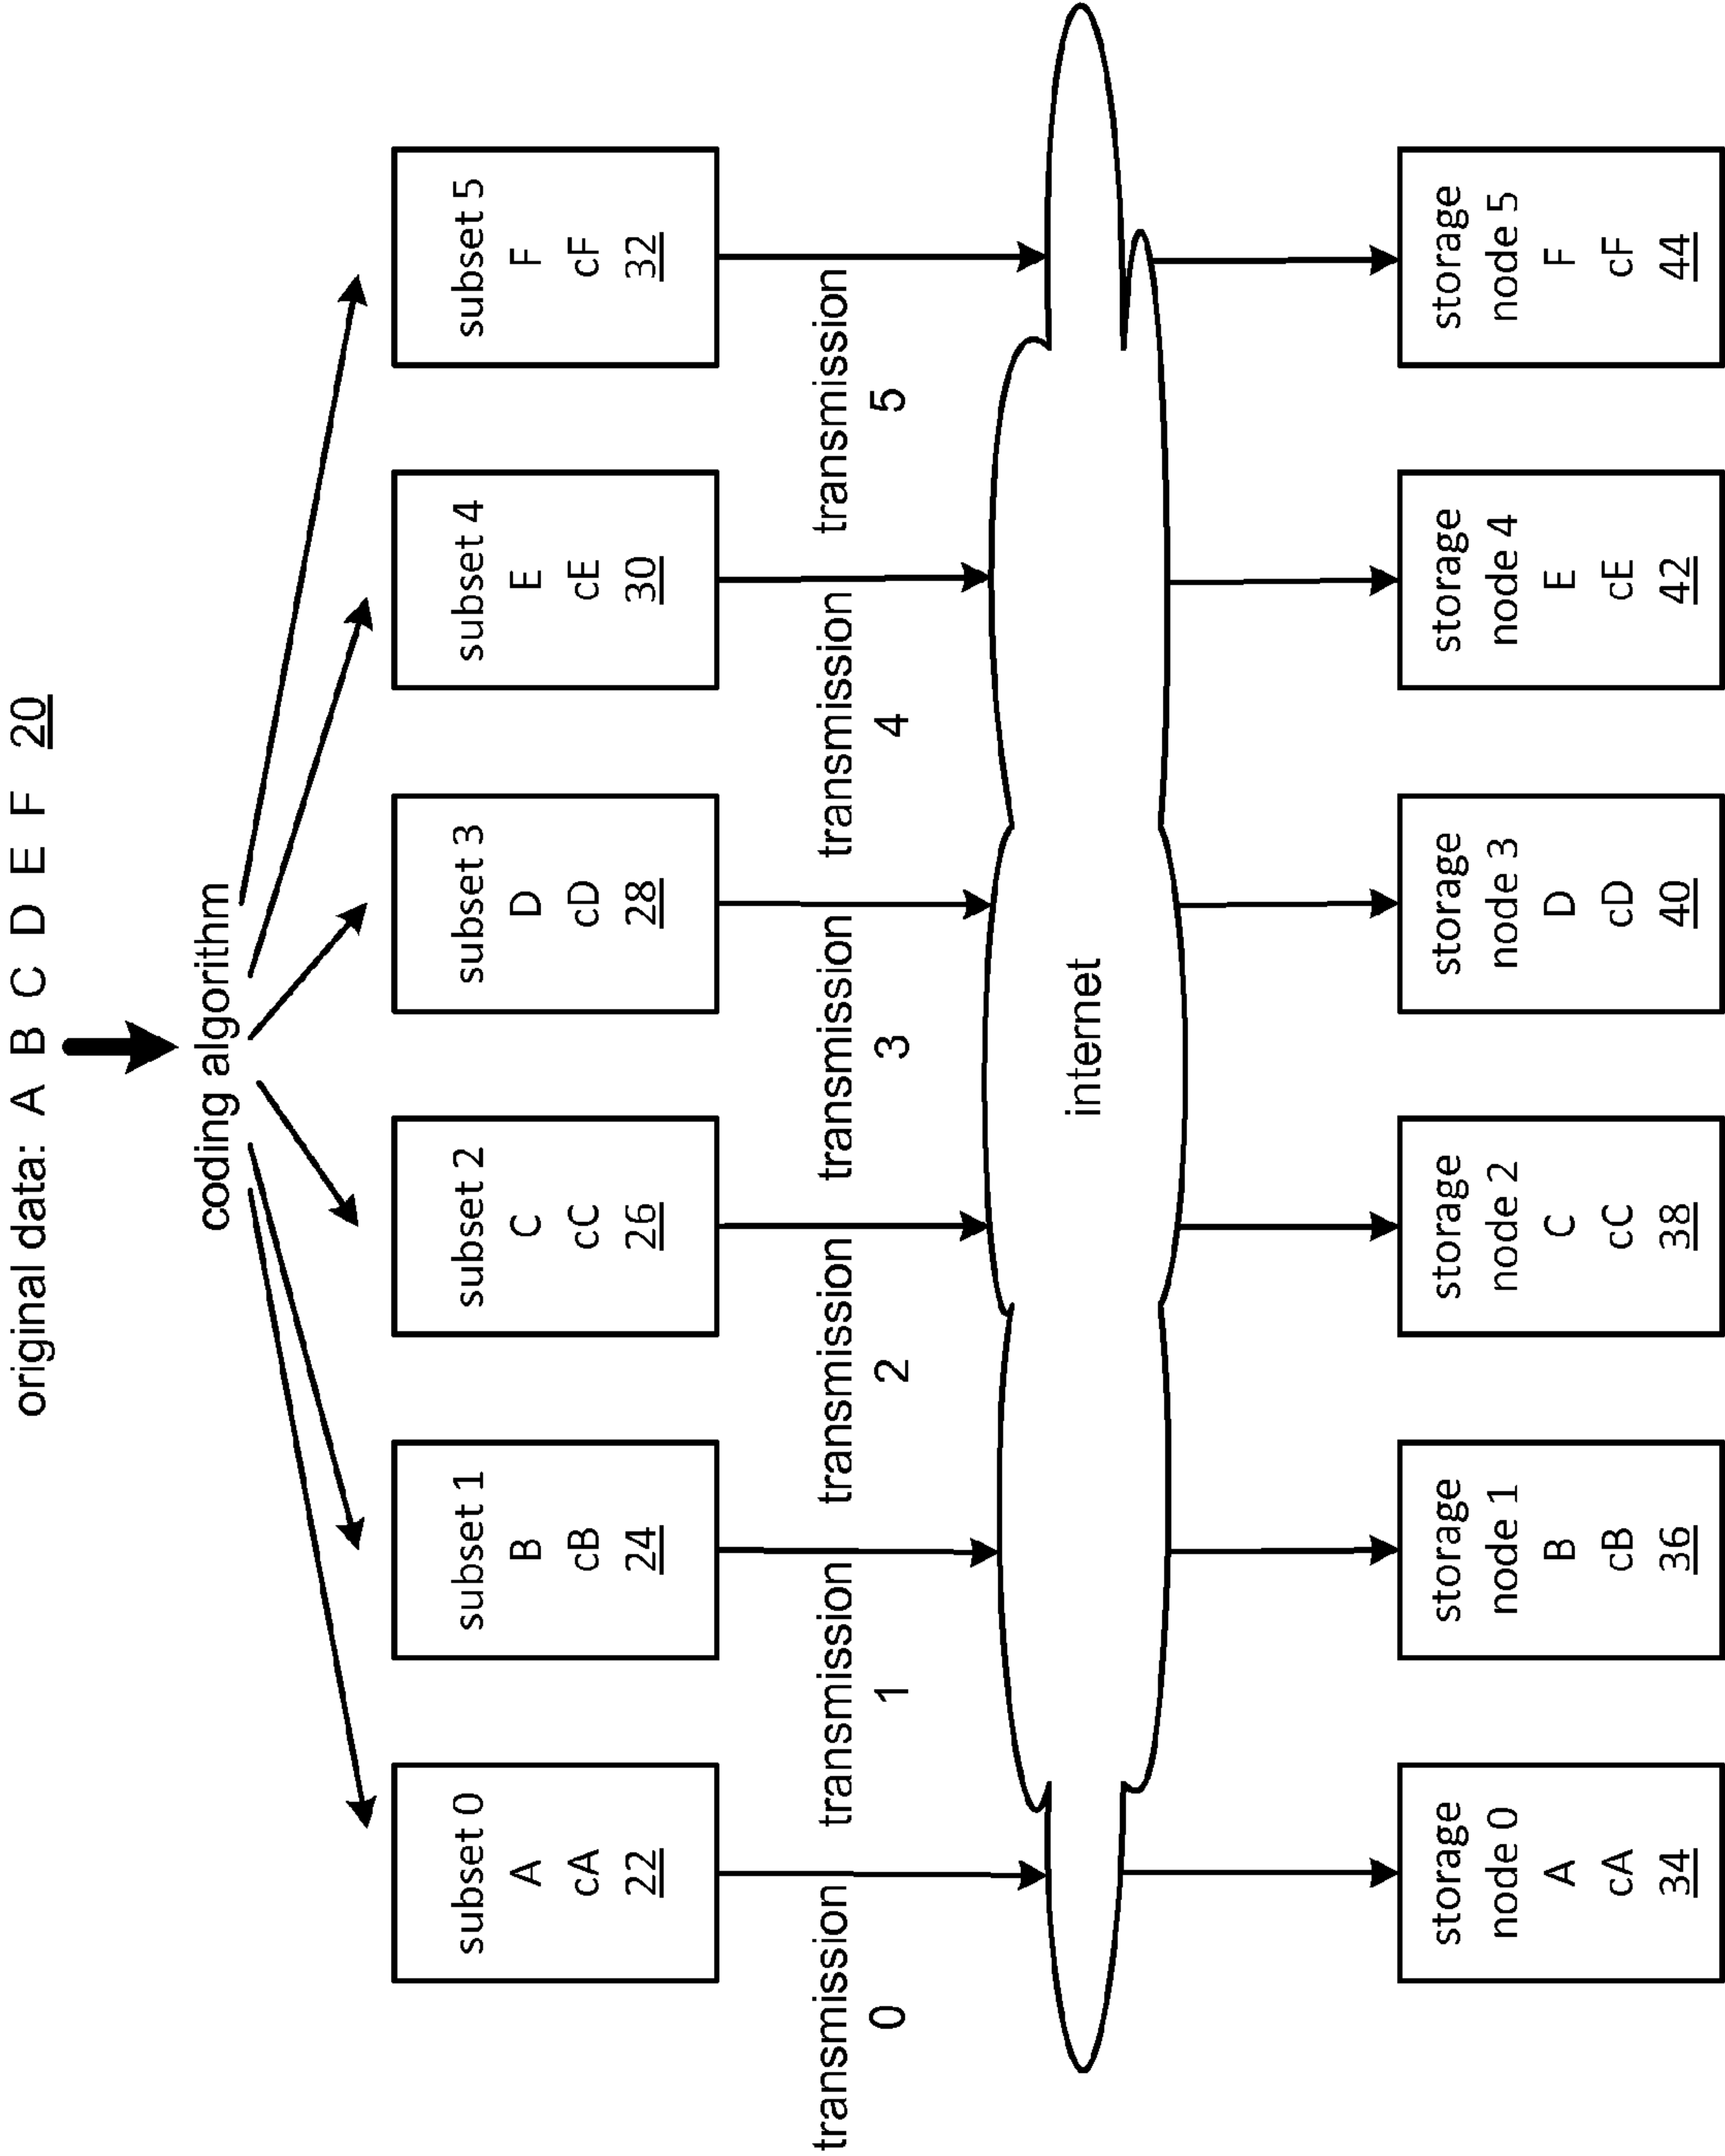 original data: A B C D E F 20
coding algorithm
subset 0
A
cA
22
subset 1
B
cB
24
subset 2
C
cC
26
subset 3
D
cD
28
subset 4
E
cE
30
subset 5
F
cF
32
transmission
0
transmission
1
transmission
2
transmission
3
transmission
4
transmission
5
internet
storage
node 0
A
cA
34
storage
node 1
B
cB
36
storage
node 2
C
cC
38
storage
node 3
D
cD
40
storage
node 4
E
cE
42
storage
node 5
F
cF
44